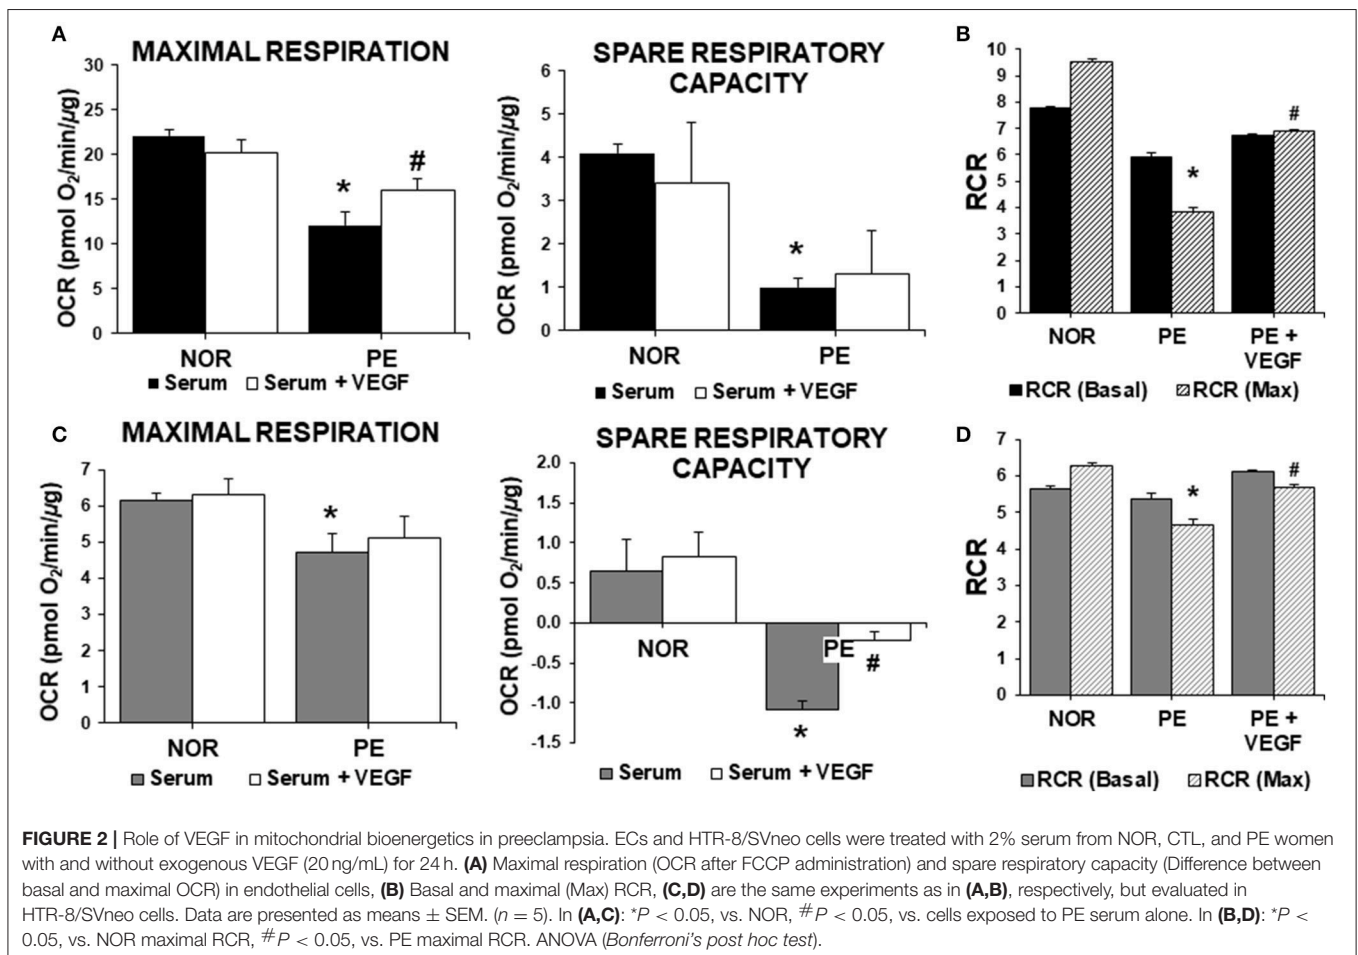 A
MAXIMAL RESPIRATION
OCR (pmol O₂/min/µg)
30
25
20
15
10
5
0
*
#
NOR
PE
Serum
Serum + VEGF
SPARE RESPIRATORY
CAPACITY
OCR (pmol O₂/min/µg)
6
5
4
3
2
1
0
*
NOR
PE
Serum
Serum + VEGF
B
RCR
10
9
8
7
6
5
4
3
2
1
0
*
#
NOR
PE
PE +
VEGF
RCR (Basal)
RCR (Max)
C
MAXIMAL RESPIRATION
OCR (pmol O₂/min/µg)
7
6
5
4
3
2
1
0
*
NOR
PE
Serum
Serum + VEGF
SPARE RESPIRATORY
CAPACITY
OCR (pmol O₂/min/µg)
2.0
1.5
1.0
0.5
0.0
-0.5
-1.0
-1.5
NOR
PE
*
#
Serum
Serum + VEGF
D
RCR
7
6
5
4
3
2
1
0
*
#
NOR
PE
PE +
VEGF
RCR (Basal)
RCR (Max)
FIGURE 2 | Role of VEGF in mitochondrial bioenergetics in preeclampsia. ECs and HTR-8/SVneo cells were treated with 2% serum from NOR, CTL, and PE women
with and without exogenous VEGF (20 ng/mL) for 24 h. (A) Maximal respiration (OCR after FCCP administration) and spare respiratory capacity (Difference between
basal and maximal OCR) in endothelial cells, (B) Basal and maximal (Max) RCR, (C,D) are the same experiments as in (A,B), respectively, but evaluated in
HTR-8/SVneo cells. Data are presented as means ± SEM. (n = 5). In (A,C): *P < 0.05, vs. NOR, #P < 0.05, vs. cells exposed to PE serum alone. In (B,D): *P <
0.05, vs. NOR maximal RCR, #P < 0.05, vs. PE maximal RCR. ANOVA (Bonferroni's post hoc test).